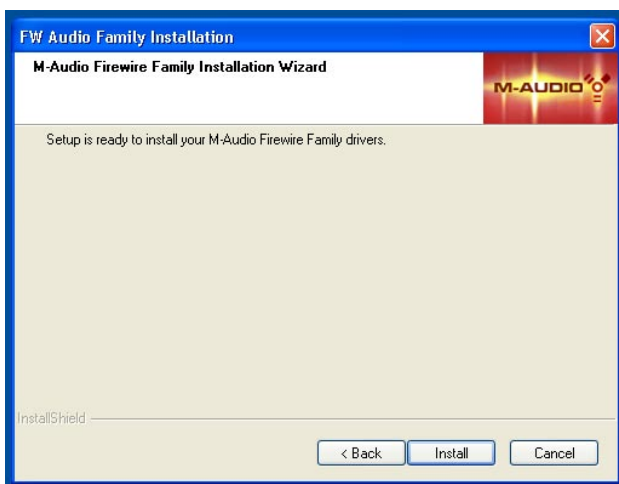 FW Audio Family Installation
M-Audio Firewire Family Installation Wizard
M-AUDIO
Setup is ready to install your M-Audio Firewire Family drivers.
InstallShield
< Back
Install
Cancel